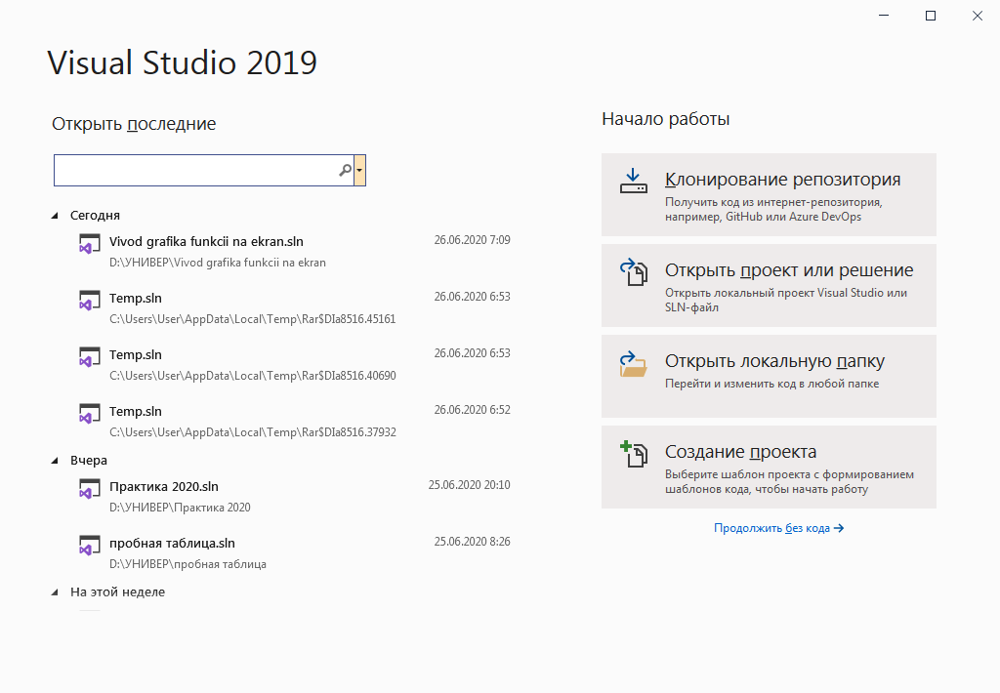 Visual Studio 2019
Открыть последние
Сегодня
Vivod grafika funkcii na ekran.sln
26.06.2020 7:09
D:\УНИВЕР\Vivod grafika funkcii na ekran
Temp.sln
26.06.2020 6:53
C:\Users\User\AppData\Local\Temp\Rar$DIa8516.45161
Temp.sln
26.06.2020 6:53
C:\Users\User\AppData\Local\Temp\Rar$DIa8516.40690
Temp.sln
26.06.2020 6:52
C:\Users\User\AppData\Local\Temp\Rar$DIa8516.37932
Вчера
Практика 2020.sln
25.06.2020 20:10
D:\УНИВЕР\Практика 2020
пробная таблица.sln
25.06.2020 8:26
D:\УНИВЕР\пробная таблица
На этой неделе
Начало работы
Клонирование репозитория
Получить код из интернет-репозитория,
например, GitHub или Azure DevOps
Открыть проект или решение
Открыть локальный проект Visual Studio или
SLN-файл
Открыть локальную папку
Перейти и изменить код в любой папке
Создание проекта
Выберите шаблон проекта с формированием
шаблонов кода, чтобы начать работу
Продолжить без кода →